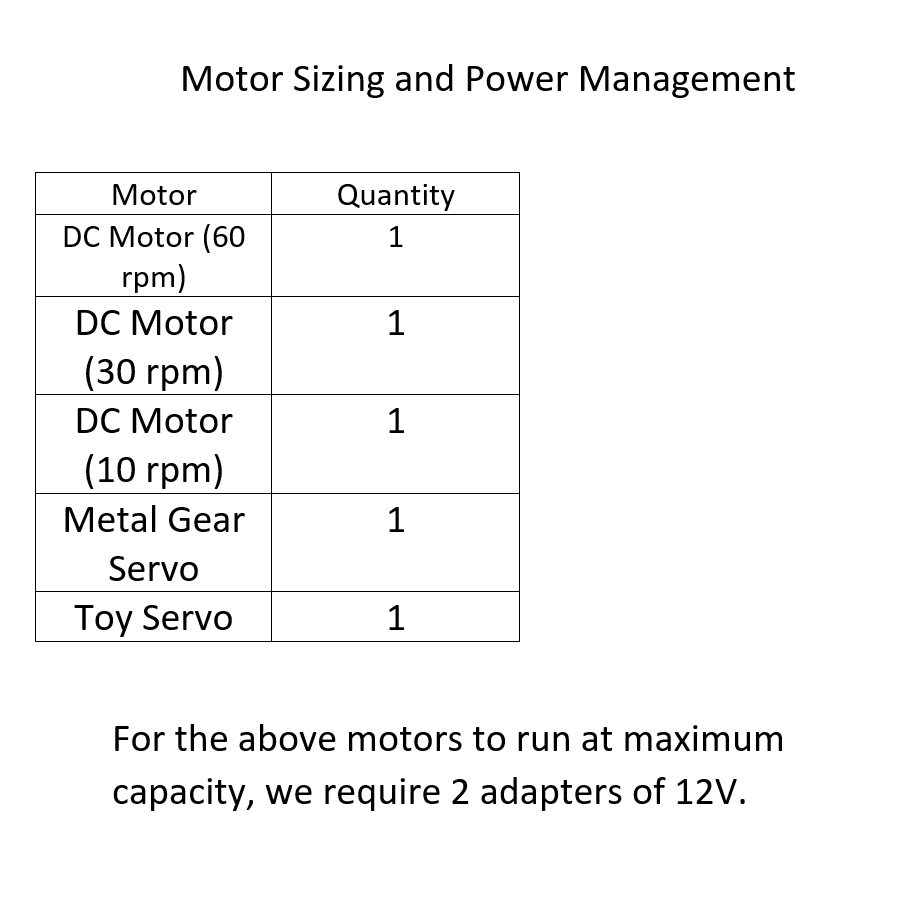 Motor Sizing and Power Management
Motor Quantity
DC Motor (60 1
rpm)
DC Motor 1
(30 rpm)
DC Motor 1
(10 rpm)
Metal Gear 1
Servo
Toy Servo 1
For the above motors to run at maximum
capacity, we require 2 adapters of 12V.